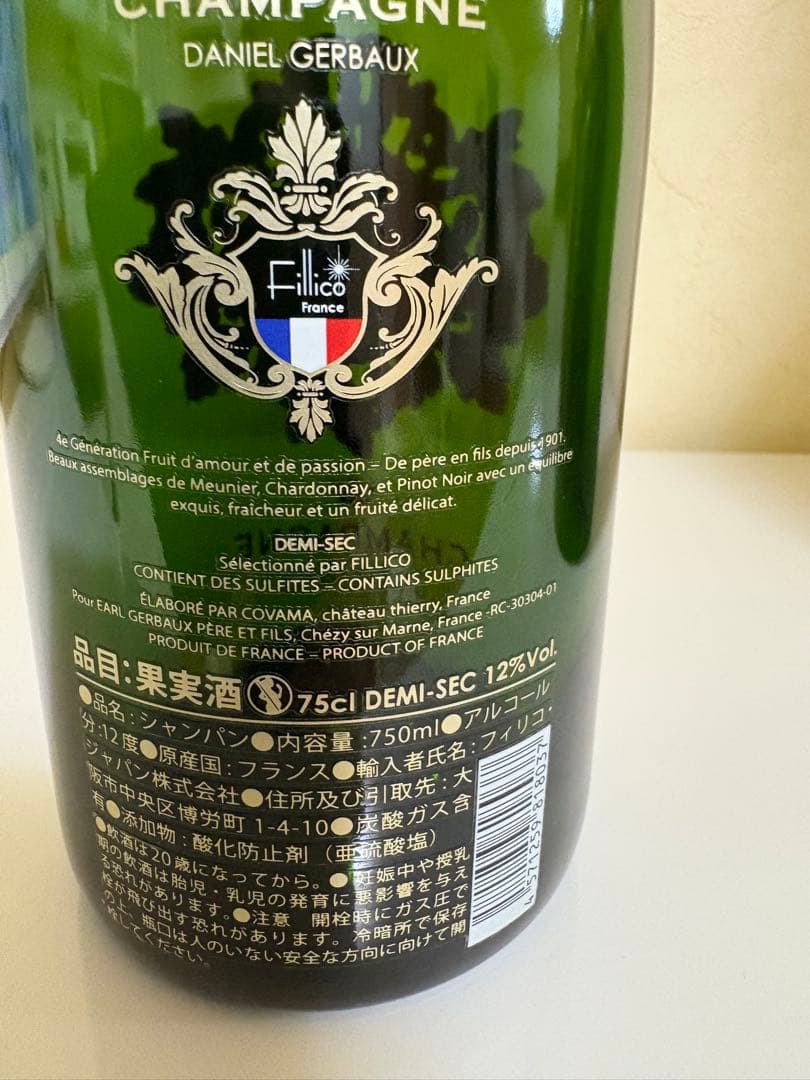 CHAMPAGNE
DANIEL GERBAUX
Fillico
France
4e Génération Fruit d'amour et de passion – De père en fils depuis 1901.
Beaux assemblages de Meunier, Chardonnay, et Pinot Noir avec un équilibre
exquis, fraîcheur et un fruité délicat.
DEMI-SEC
Sélectionné par FILLICO
CONTIENT DES SULFITES – CONTAINS SULPHITES
ÉLABORÉ PAR COVAMA, château thierry, France
Pour EARL GERBAUX PÈRE ET FILS, Chézy sur Marne, France -RC-30304-01
PRODUIT DE FRANCE – PRODUCT OF FRANCE
品目:果実酒 75cl DEMI-SEC 12%Vol.
●品名:シャンパン●内容量:750ml●アルコール
分:12度●原産国:フランス●輸入者氏名:フィリコ・
ジャパン株式会社●住所及び引取先:大
阪市中央区博労町 1-4-10●炭酸ガス含
有●添加物:酸化防止剤(亜硫酸塩)
●飲酒は20歳になってから。●妊娠中や授乳
期の飲酒は胎児・乳児の発育に悪影響を与え
る恐れがあります。●注意 開栓時にガス圧で
栓が飛び出す恐れがあります。冷暗所で保存
の上、瓶口は人のいない安全な方向に向けて開
栓してください。
4 571259 818037